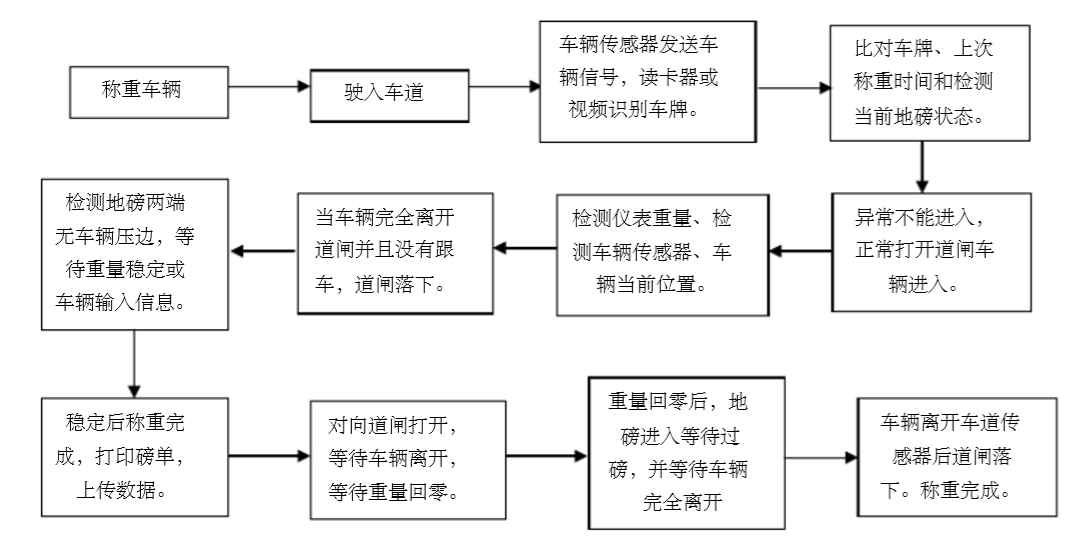 称重车辆
驶入车道
车辆传感器发送车
辆信号，读卡器或
视频识别车牌。
比对车牌、上次
称重时间和检测
当前地磅状态。
异常不能进入，
正常打开道闸车
辆进入。
检测仪表重量、检
测车辆传感器、车
辆当前位置。
当车辆完全离开
道闸并且没有跟
车，道闸落下。
检测地磅两端
无车辆压边，等
待重量稳定或
车辆输入信息。
稳定后称重完
成，打印磅单，
上传数据。
对向道闸打开，
等待车辆离开，
等待重量回零。
重量回零后，地
磅进入等待过
磅，并等待车辆
完全离开
车辆离开车道传
感器后道闸落
下。称重完成。